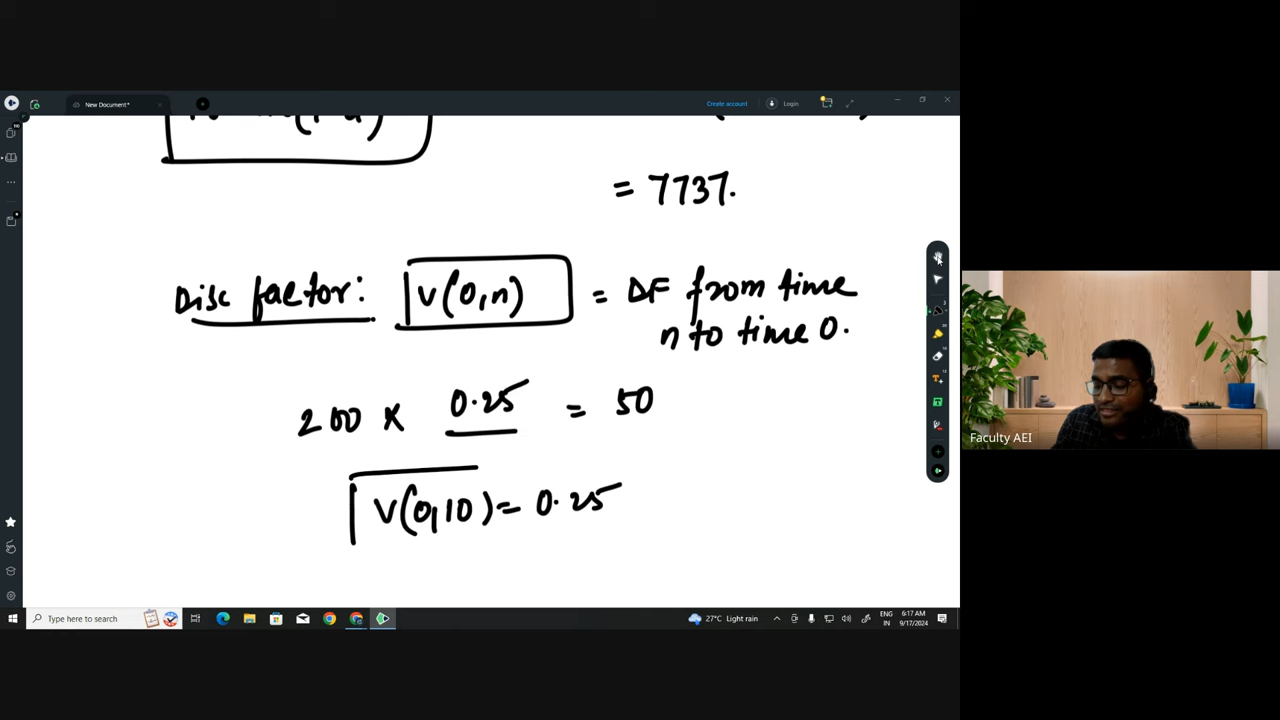 New Document*
Create account
Login
= 7737.
Disc factor: V(0,n) = DF from time
n to time 0.
200 x 0.25 = 50
V(0,10) = 0.25
Faculty AEI
Type here to search
27°C Light rain
ENG
IN
6:17 AM
9/17/2024